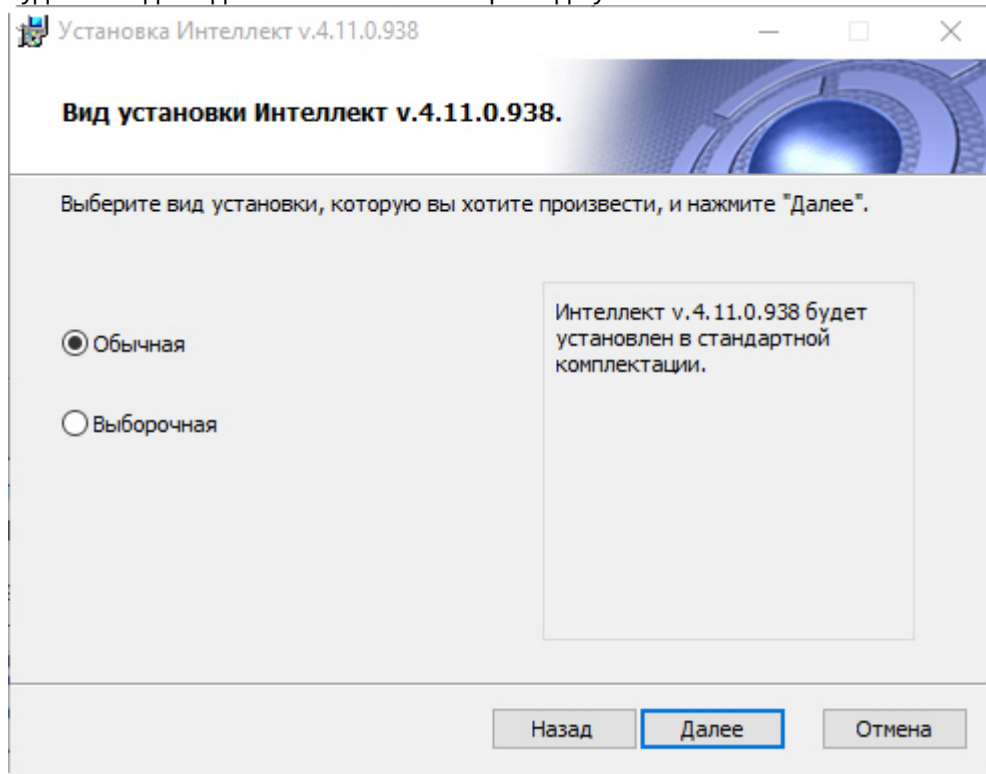 Установка Интеллект v.4.11.0.938
Вид установки Интеллект v.4.11.0.938.
Выберите вид установки, которую вы хотите произвести, и нажмите "Далее".
Обычная
Выборочная
Интеллект v.4.11.0.938 будет
установлен в стандартной
комплектации.
Назад Далее Отмена